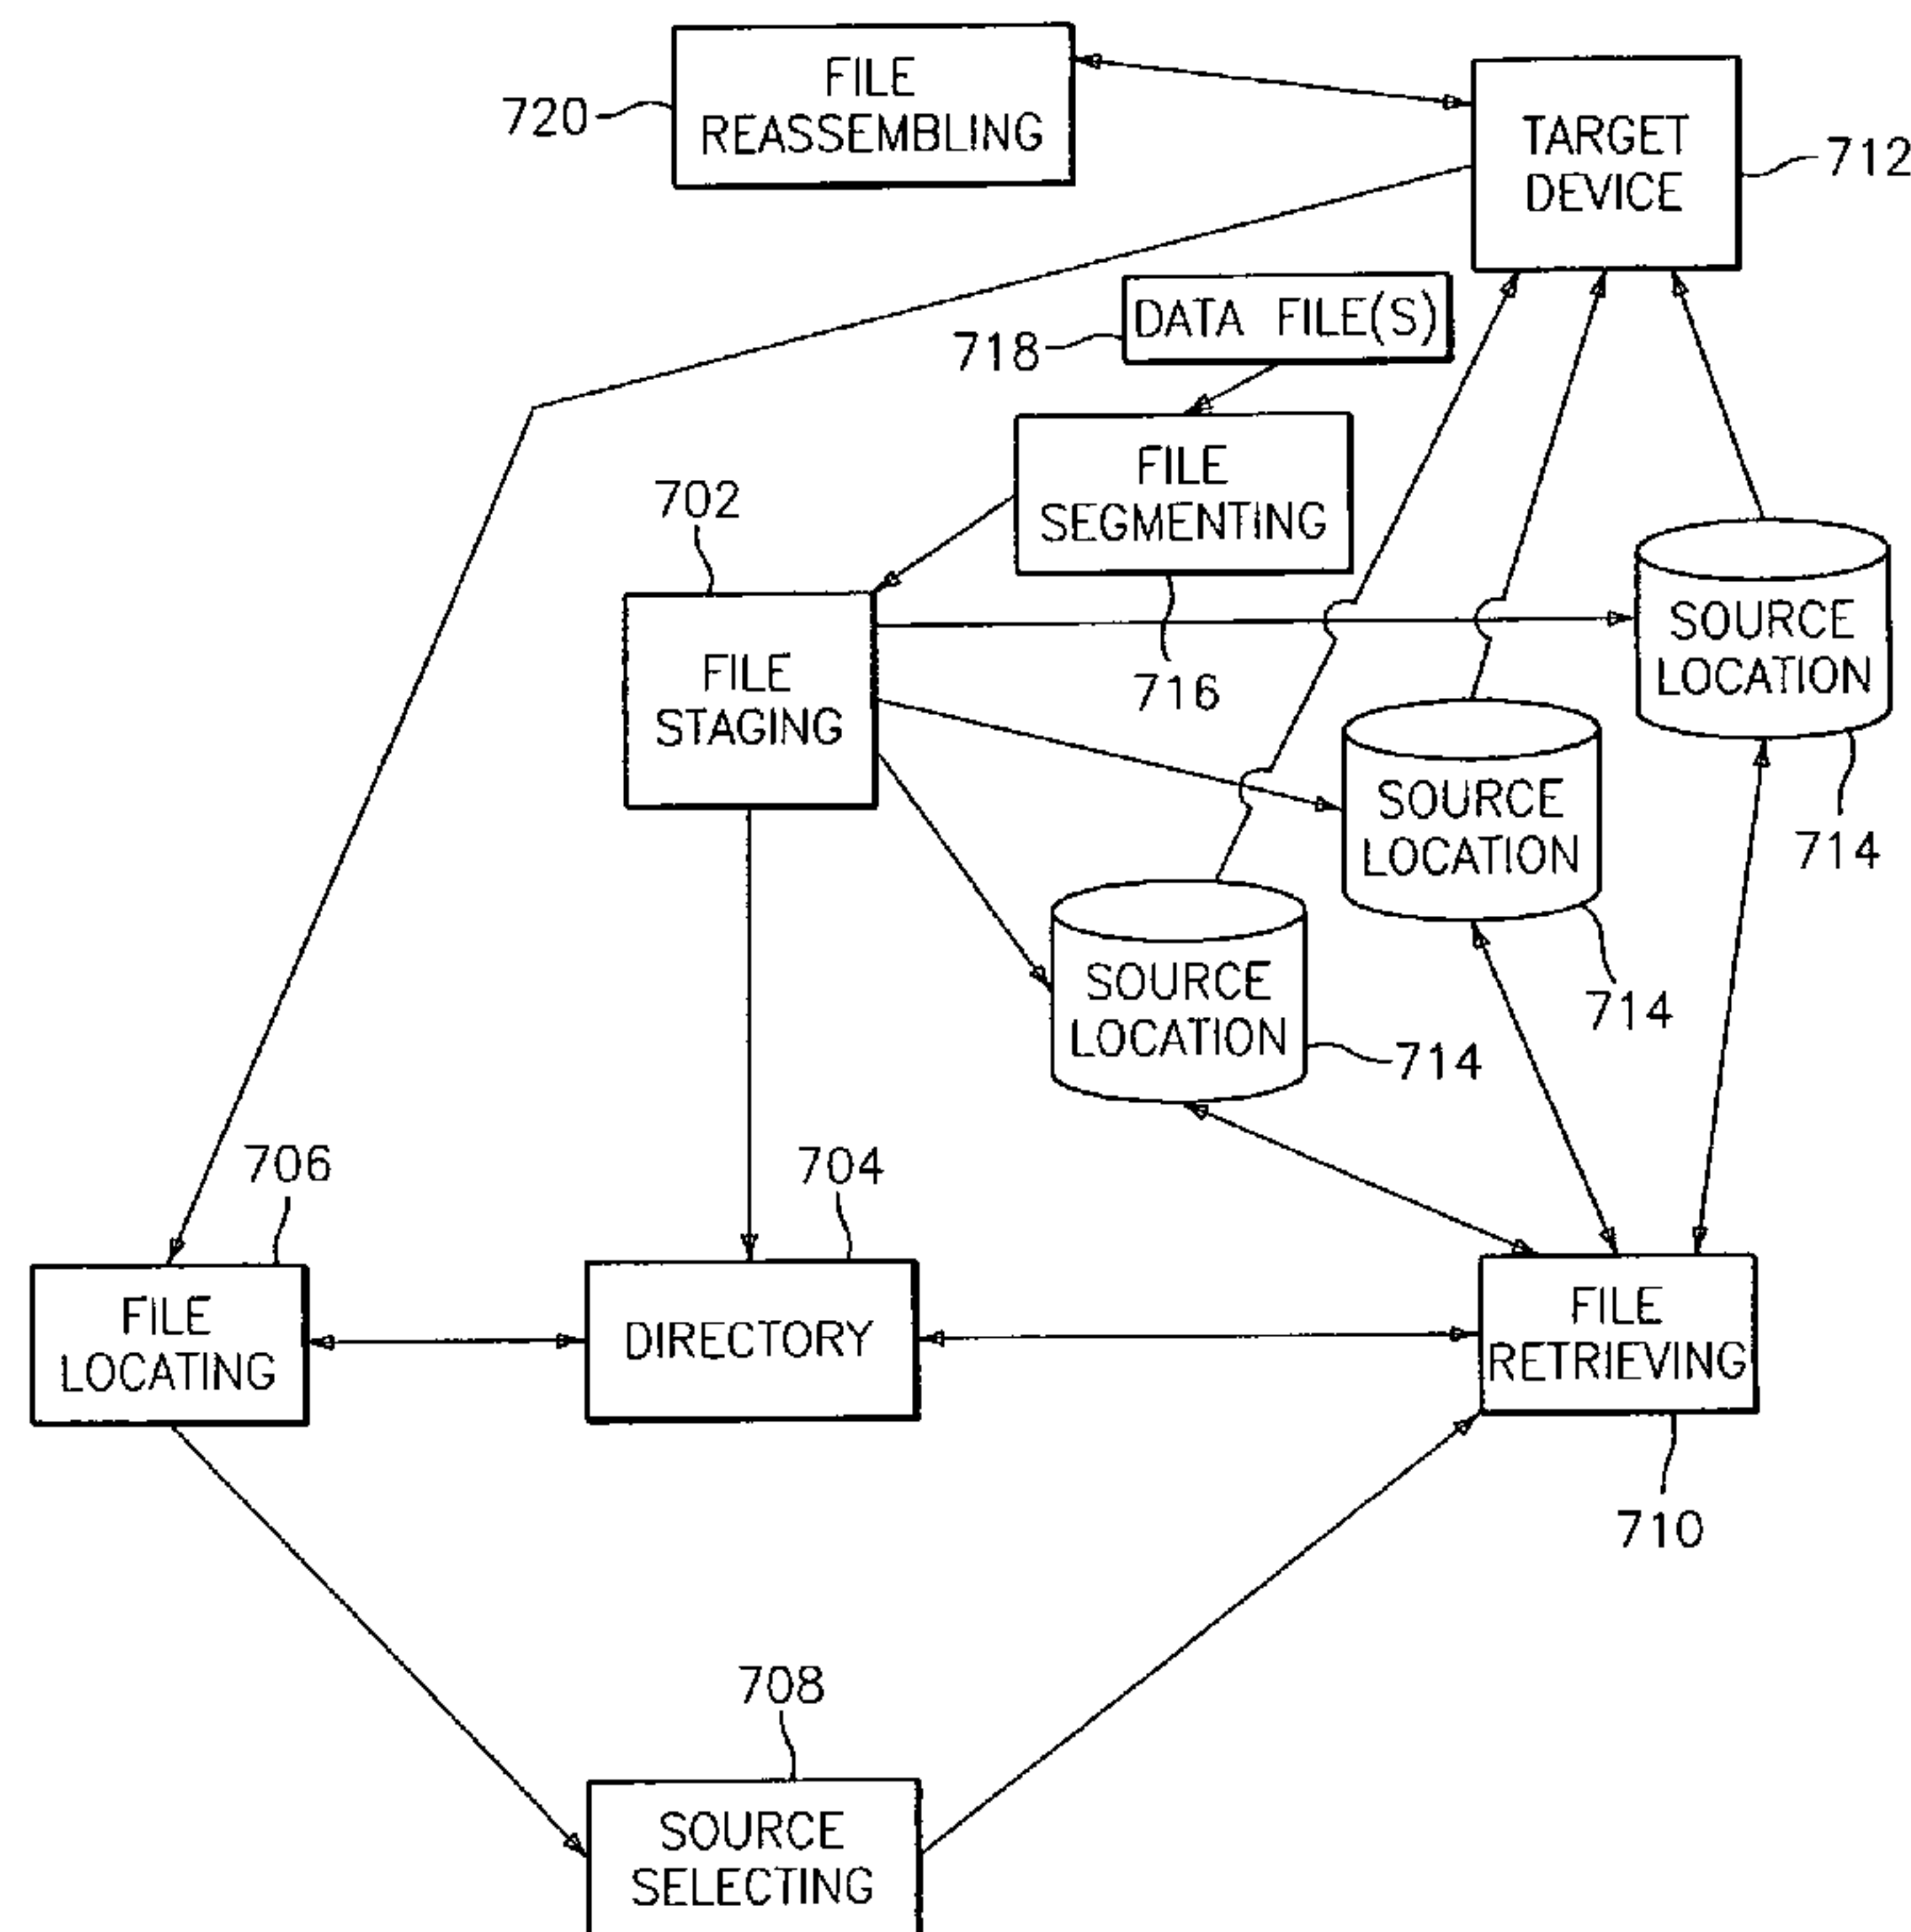 FILE
REASSEMBLING
720
TARGET
DEVICE
712
DATA FILE(S)
718
FILE
SEGMENTING
716
702
FILE
STAGING
SOURCE
LOCATION
714
SOURCE
LOCATION
714
SOURCE
LOCATION
714
706
FILE
LOCATING
704
DIRECTORY
FILE
RETRIEVING
710
708
SOURCE
SELECTING